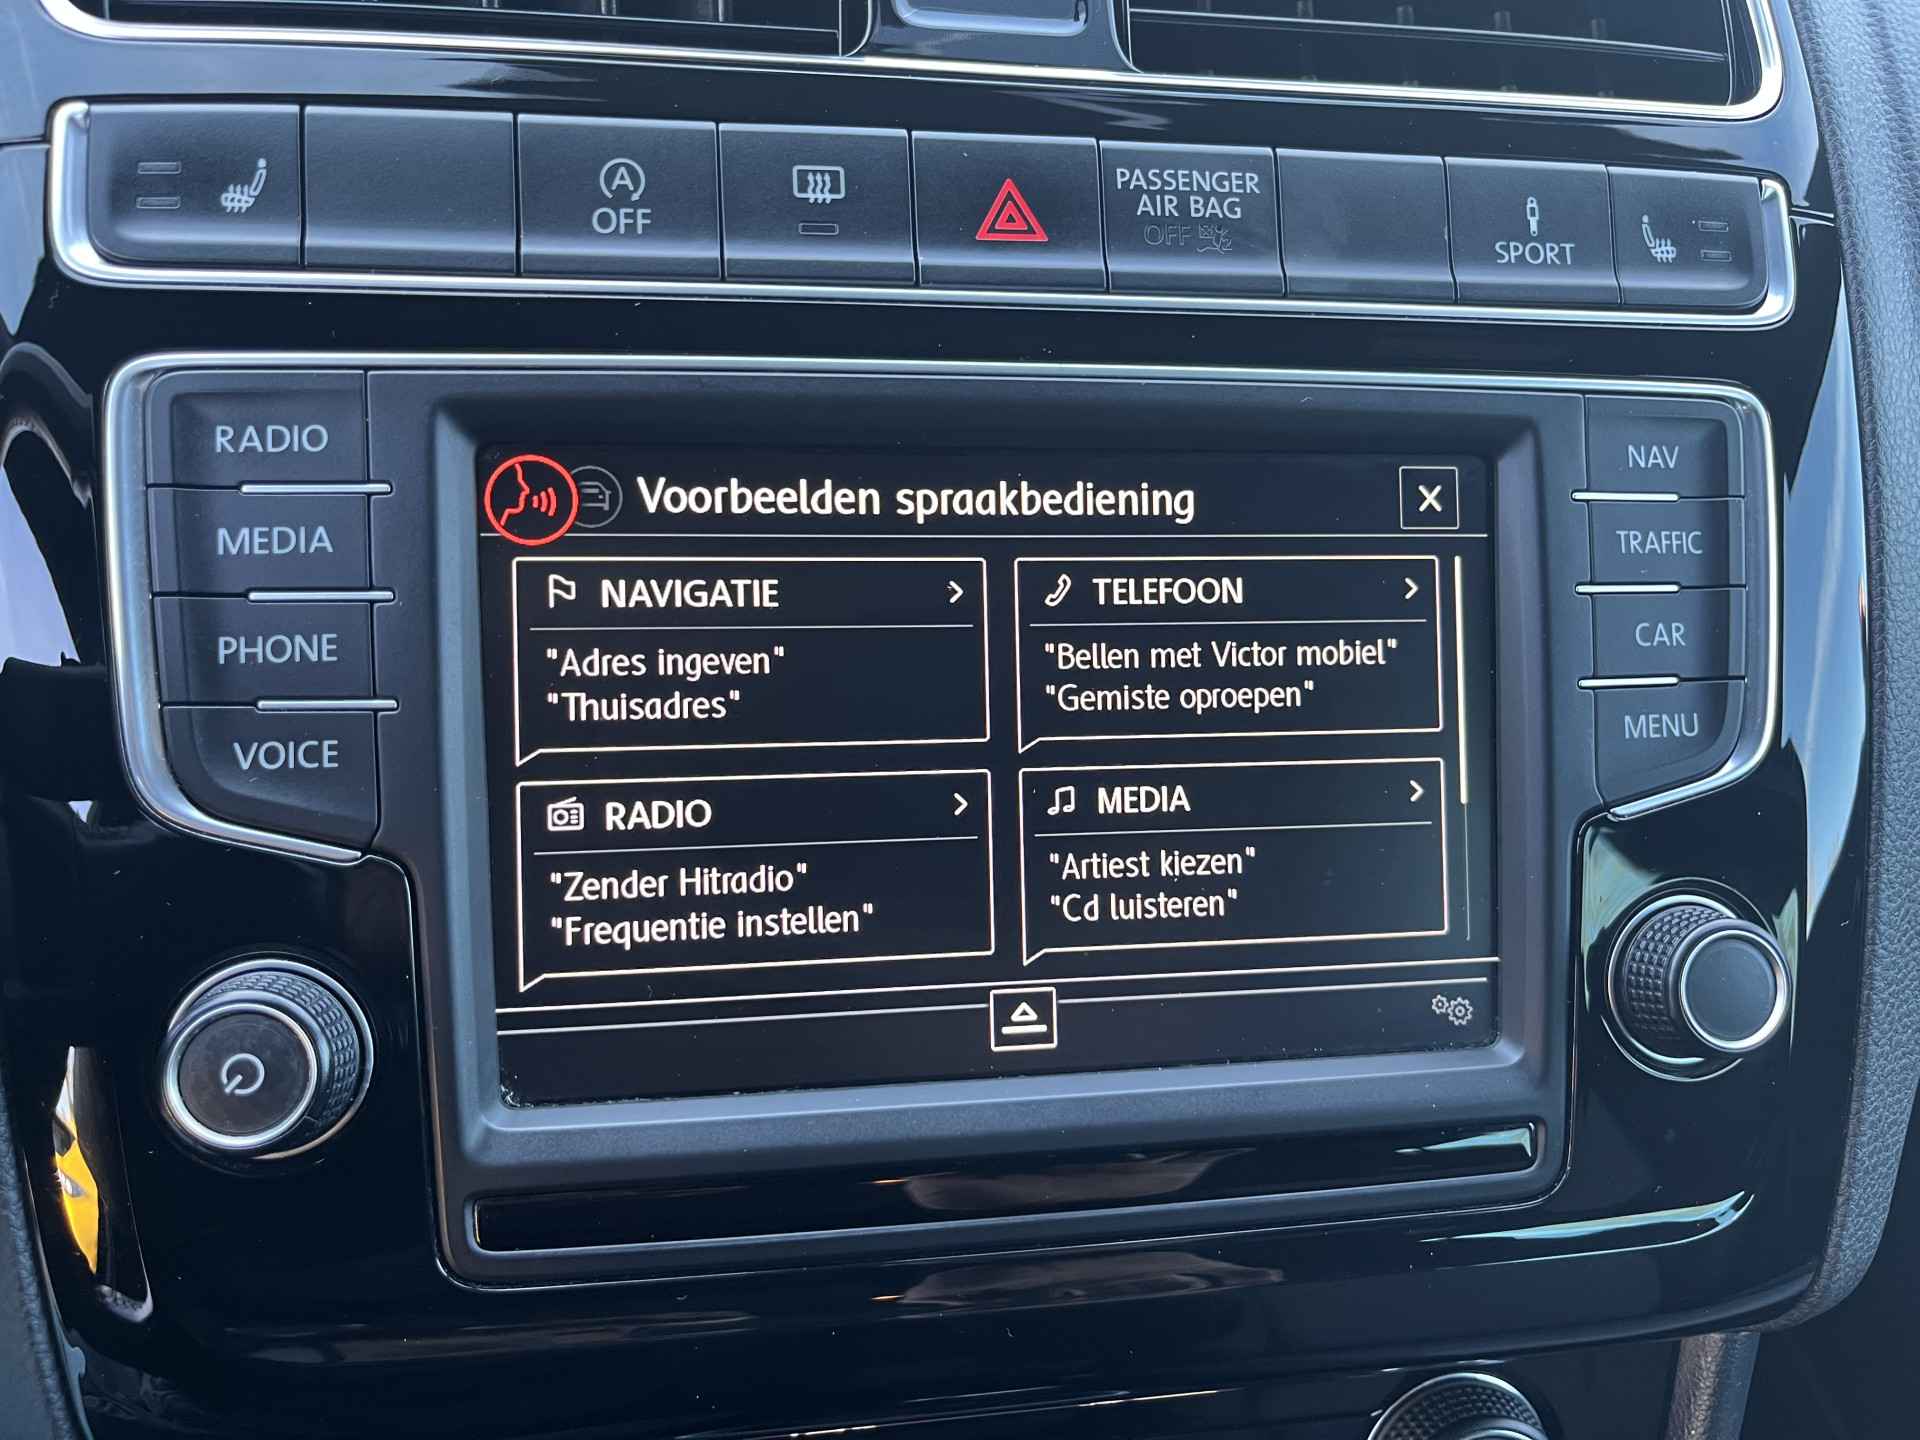 OFF
PASSENGER
AIR BAG
OFF
SPORT
RADIO
MEDIA
PHONE
VOICE
Voorbeelden spraakbediening
X
NAVIGATIE
"Adres ingeven"
"Thuisadres"
TELEFOON
"Bellen met Victor mobiel"
"Gemiste oproepen"
RADIO
"Zender Hitradio"
"Frequentie instellen"
MEDIA
"Artiest kiezen"
"Cd luisteren"
NAV
TRAFFIC
CAR
MENU